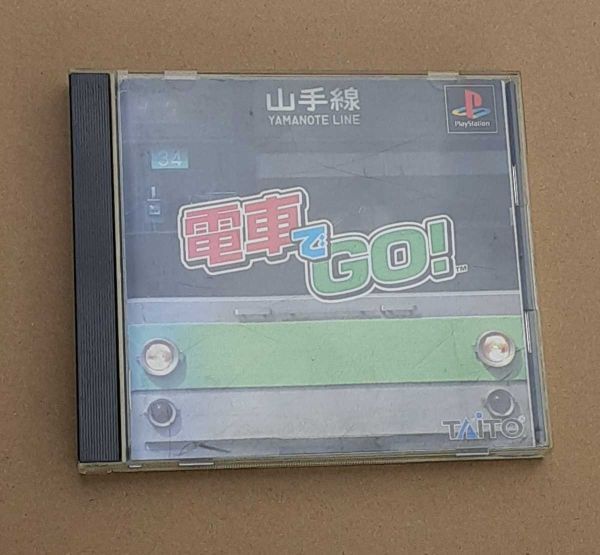 山手線
YAMANOTE LINE
PlayStation
34
電車でGO!
TM
TAITO